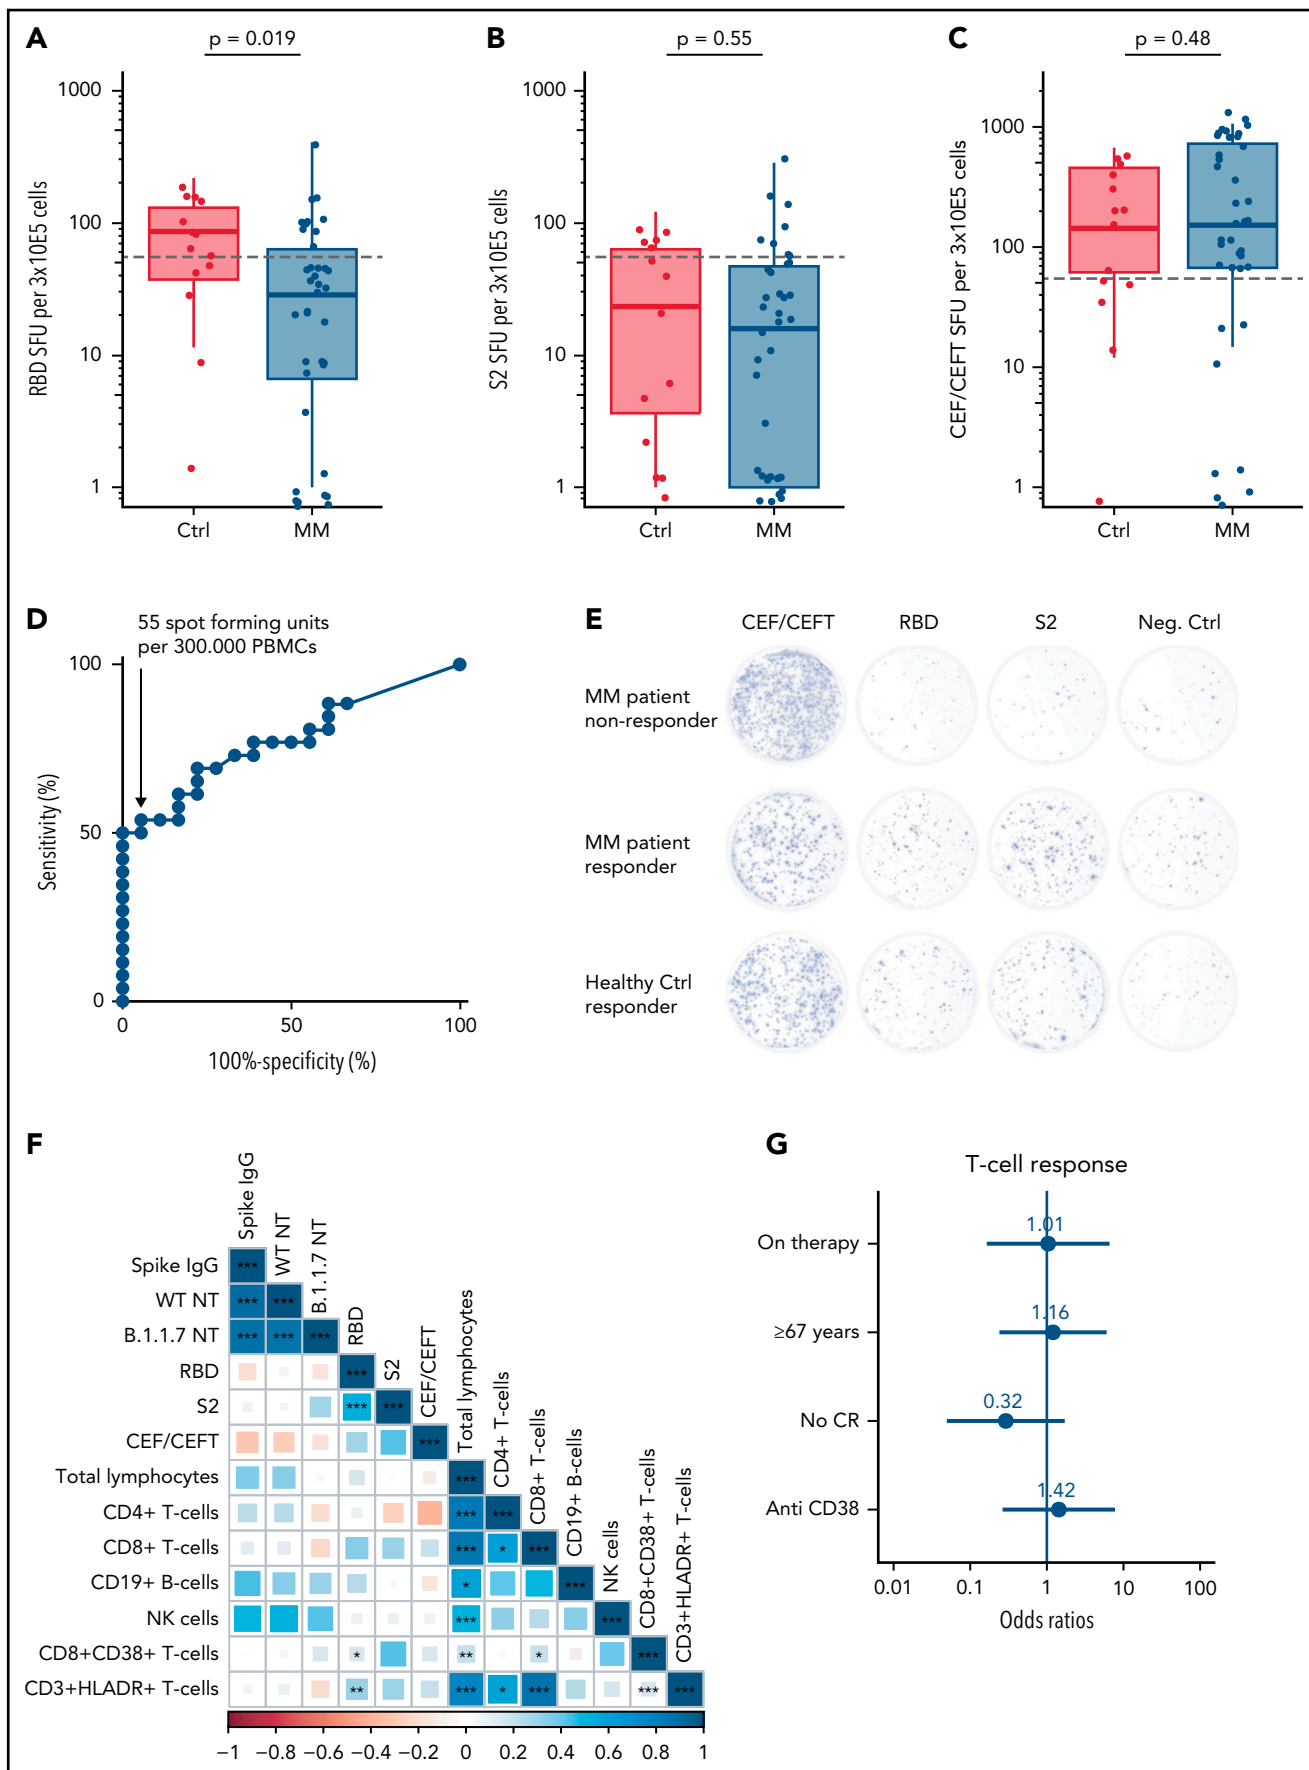 A
p = 0.019
RBD SFU per 3x10E5 cells
1000
100
10
1
Ctrl
MM
B
p = 0.55
S2 SFU per 3x10E5 cells
1000
100
10
1
Ctrl
MM
C
p = 0.48
CEF/CEFT SFU per 3x10E5 cells
1000
100
10
1
Ctrl
MM
D
55 spot forming units
per 300.000 PBMCs
Sensitivity (%)
100
50
0
0
50
100
100%-specificity (%)
E
CEF/CEFT
RBD
S2
Neg. Ctrl
MM patient
non-responder
MM patient
responder
Healthy Ctrl
responder
F
Spike IgG
WT NT
B.1.1.7 NT
RBD
S2
CEF/CEFT
Total lymphocytes
CD4+ T-cells
CD8+ T-cells
CD19+ B-cells
NK cells
CD8+CD38+ T-cells
CD3+HLADR+ T-cells
Spike IgG ***
WT NT *** ***
B.1.1.7 NT *** *** ***
RBD ***
S2 *** ***
CEF/CEFT ***
Total lymphocytes ***
CD4+ T-cells *** ***
CD8+ T-cells *** * ***
CD19+ B-cells * ***
NK cells *** ***
CD8+CD38+ T-cells * ** * ***
CD3+HLADR+ T-cells ** *** * *** *** ***
−1 −0.8 −0.6 −0.4 −0.2 0 0.2 0.4 0.6 0.8 1
G
T-cell response
On therapy
1.01
≥67 years
1.16
No CR
0.32
Anti CD38
1.42
0.01 0.1 1 10 100
Odds ratios